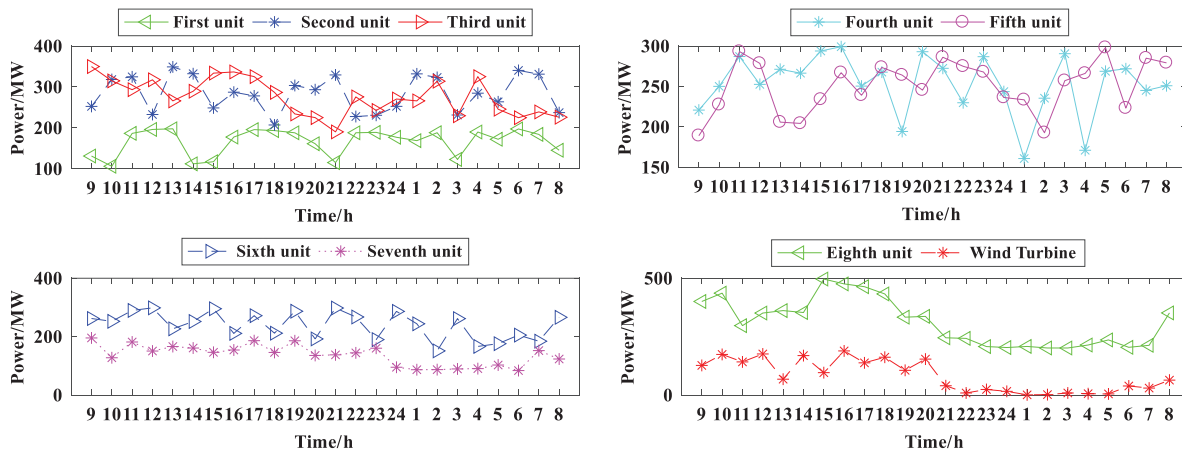 First unit Second unit Third unit
Power/MW
400
300
200
100
9 10 11 12 13 14 15 16 17 18 19 20 21 22 23 24 1 2 3 4 5 6 7 8
Time/h
Fourth unit Fifth unit
Power/MW
300
250
200
150
9 10 11 12 13 14 15 16 17 18 19 20 21 22 23 24 1 2 3 4 5 6 7 8
Time/h
Sixth unit Seventh unit
Power/MW
400
200
0
9 10 11 12 13 14 15 16 17 18 19 20 21 22 23 24 1 2 3 4 5 6 7 8
Time/h
Eighth unit Wind Turbine
Power/MW
500
0
9 10 11 12 13 14 15 16 17 18 19 20 21 22 23 24 1 2 3 4 5 6 7 8
Time/h